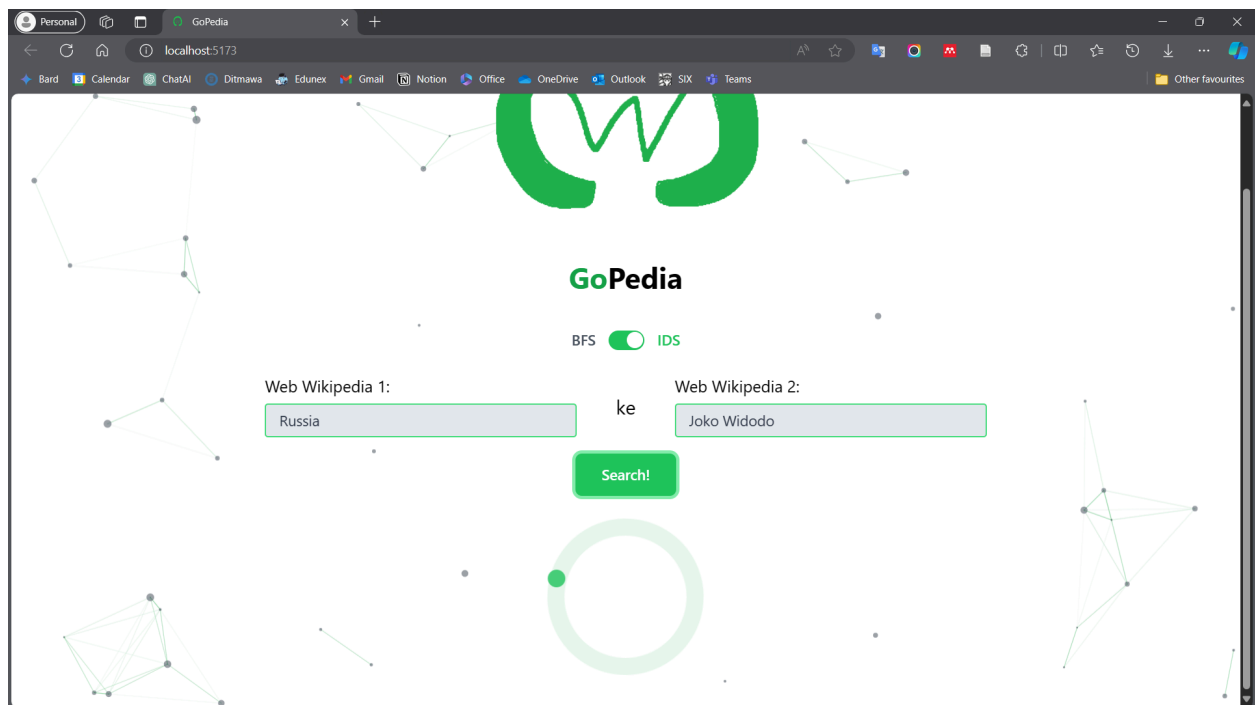 Personal
GoPedia
localhost:5173
Bard Calendar ChatAI Ditmawa Edunex Gmail Notion Office OneDrive Outlook SIX Teams Other favourites
W
GoPedia
BFS IDS
Web Wikipedia 1: Web Wikipedia 2:
Russia ke Joko Widodo
Search!